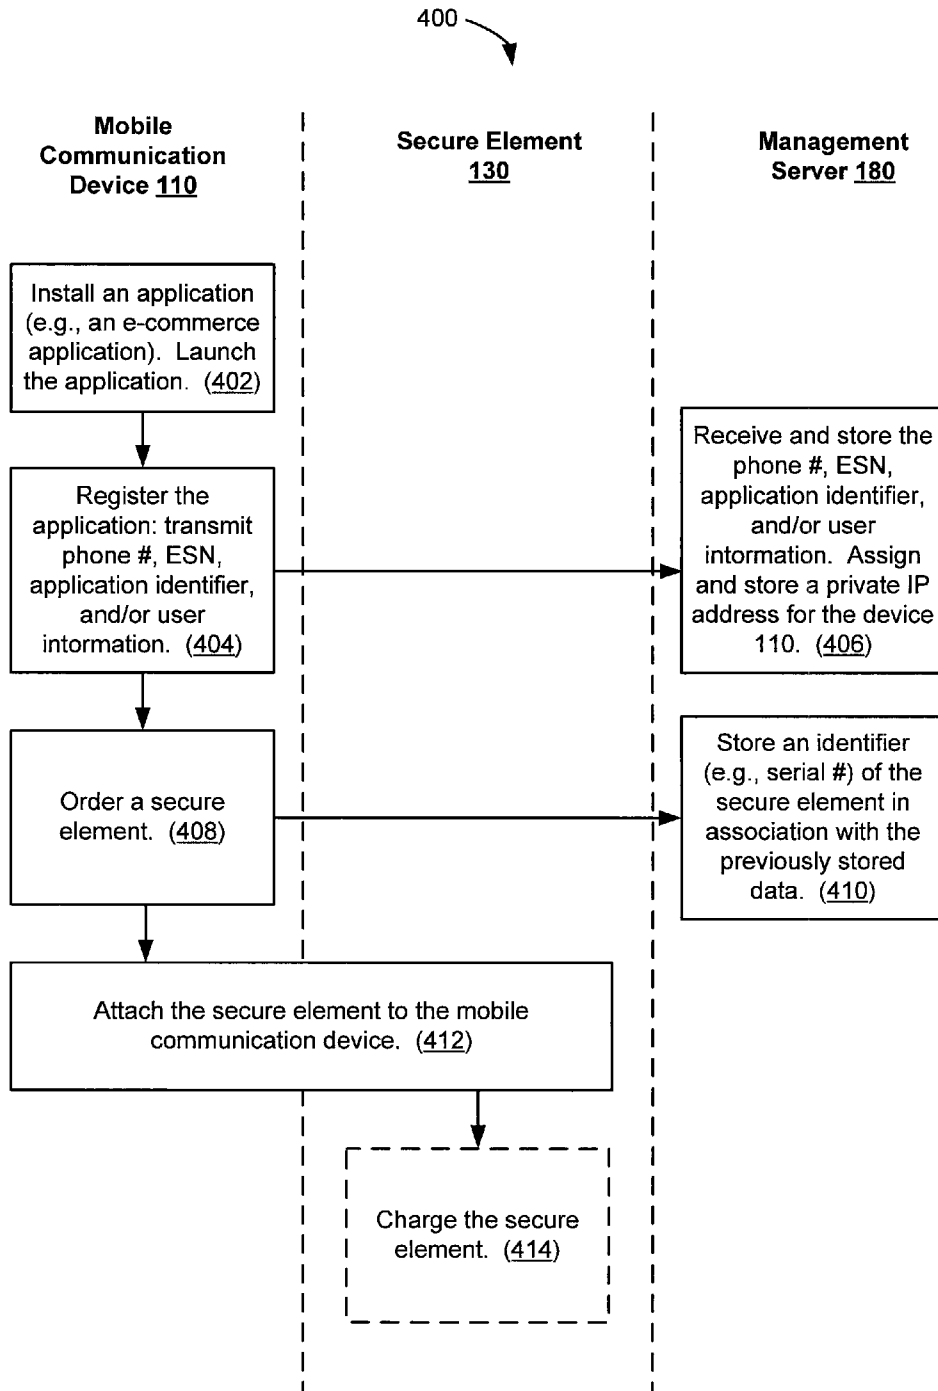 400
Mobile
Communication
Device 110
Secure Element
130
Management
Server 180
Install an application
(e.g., an e-commerce
application). Launch
the application. (402)
Register the
application: transmit
phone #, ESN,
application identifier,
and/or user
intormation. (404)
Receive and store the
phone #, ESN,
application identifier,
and/or user
intormation. Assign
and store a private IP
address for the device
110. (406)
Order a secure
element. (408)
Store an identifier
(e.g., serial #) of the
secure element in
association with the
previously stored
data. (410)
Attach the secure element to the mobile
communication device. (412)
Charge the secure
element. (414)